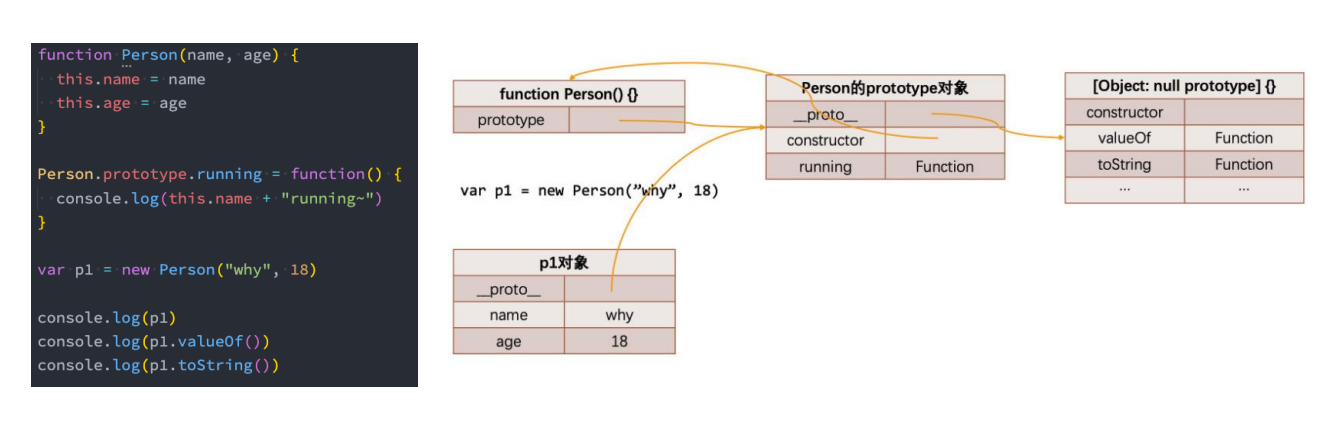 function Person(name, age) {
this.name = name
this.age = age
}
Person.prototype.running = function() {
console.log(this.name + "running~")
}
var p1 = new Person("why", 18)
console.log(p1)
console.log(p1.valueOf())
console.log(p1.toString())
function Person() {}
prototype
var p1 = new Person(”why”, 18)
p1对象
__proto__
name why
age 18
Person的prototype对象
__proto__
constructor
running Function
[Object: null prototype] {}
constructor
valueOf Function
toString Function
... ...